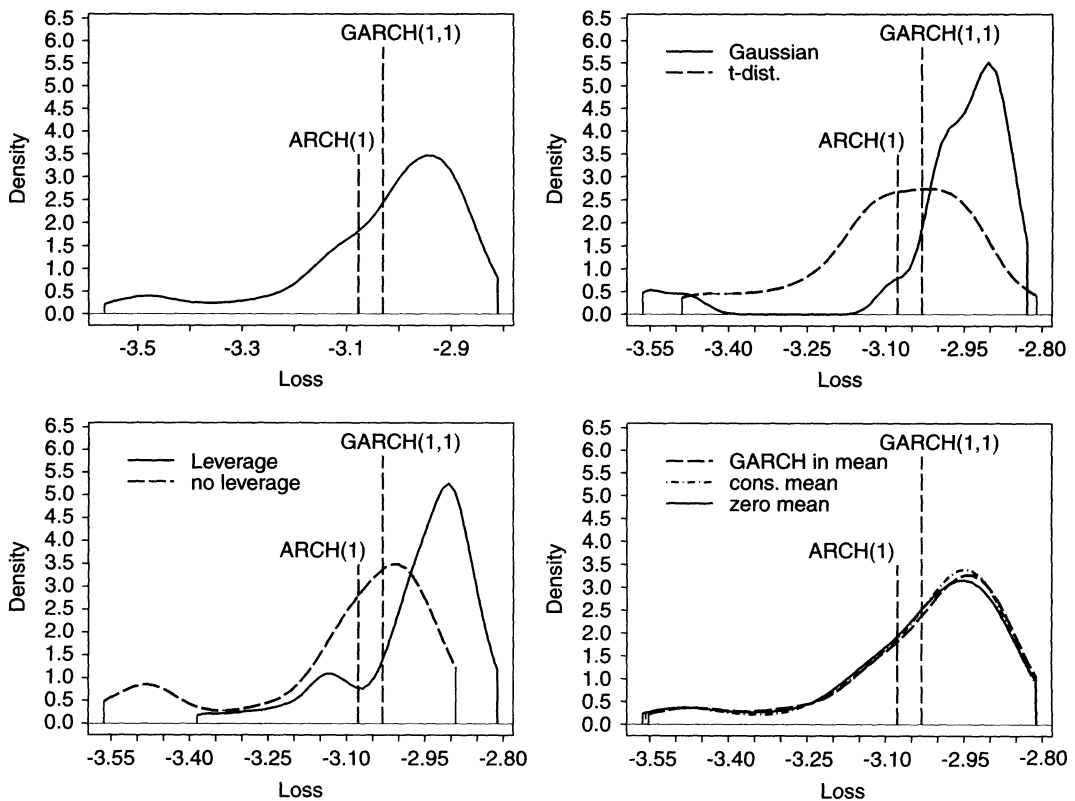 6.5
6.0
5.5
5.0
4.5
4.0
3.5
3.0
2.5
2.0
1.5
1.0
0.5
0.0
Density
GARCH(1,1)
ARCH(1)
-3.5 -3.3 -3.1 -2.9
Loss
6.5
6.0
5.5
5.0
4.5
4.0
3.5
3.0
2.5
2.0
1.5
1.0
0.5
0.0
Density
GARCH(1,1)
Gaussian
t-dist.
ARCH(1)
-3.55 -3.40 -3.25 -3.10 -2.95 -2.80
Loss
6.5
6.0
5.5
5.0
4.5
4.0
3.5
3.0
2.5
2.0
1.5
1.0
0.5
0.0
Density
GARCH(1,1)
Leverage
no leverage
ARCH(1)
-3.55 -3.40 -3.25 -3.10 -2.95 -2.80
Loss
6.5
6.0
5.5
5.0
4.5
4.0
3.5
3.0
2.5
2.0
1.5
1.0
0.5
0.0
Density
GARCH(1,1)
GARCH in mean
cons. mean
zero mean
ARCH(1)
-3.55 -3.40 -3.25 -3.10 -2.95 -2.80
Loss